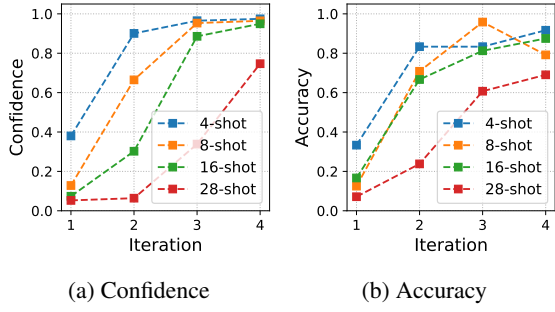 1.0
0.8
0.6
0.4
0.2
0.0
Confidence
1 2 3 4
Iteration
4-shot
8-shot
16-shot
28-shot
(a) Confidence
1.0
0.8
0.6
0.4
0.2
0.0
Accuracy
1 2 3 4
Iteration
4-shot
8-shot
16-shot
28-shot
(b) Accuracy